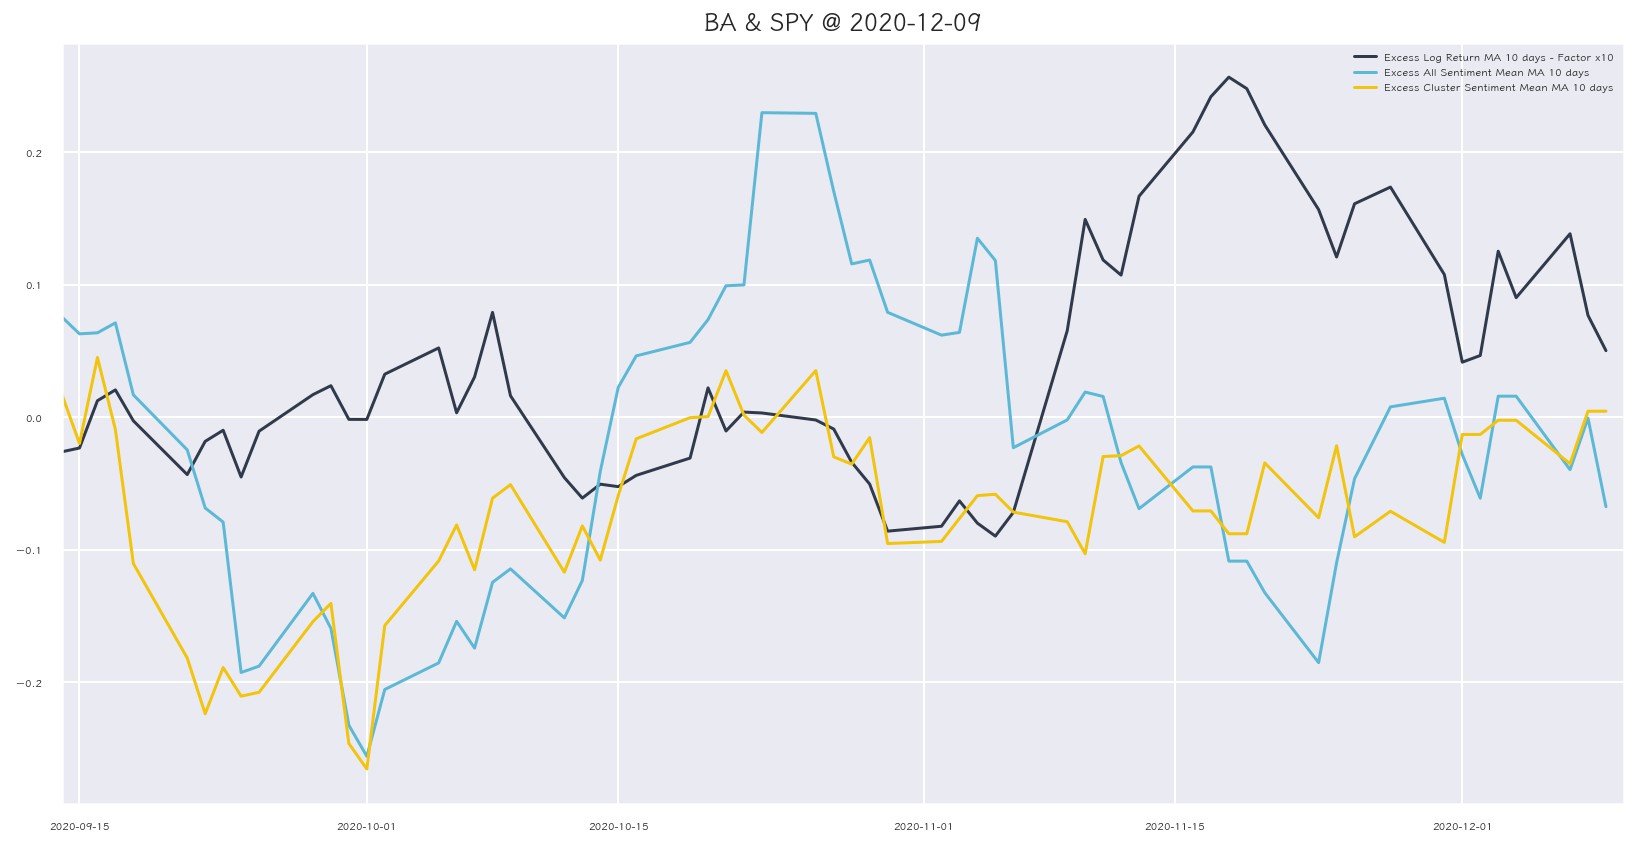 BA & SPY @ 2020-12-09
Excess Log Return MA 10 days - Factor x10
Excess All Sentiment Mean MA 10 days
Excess Cluster Sentiment Mean MA 10 days
0.2
0.1
0.0
−0.1
−0.2
2020-09-15 2020-10-01 2020-10-15 2020-11-01 2020-11-15 2020-12-01